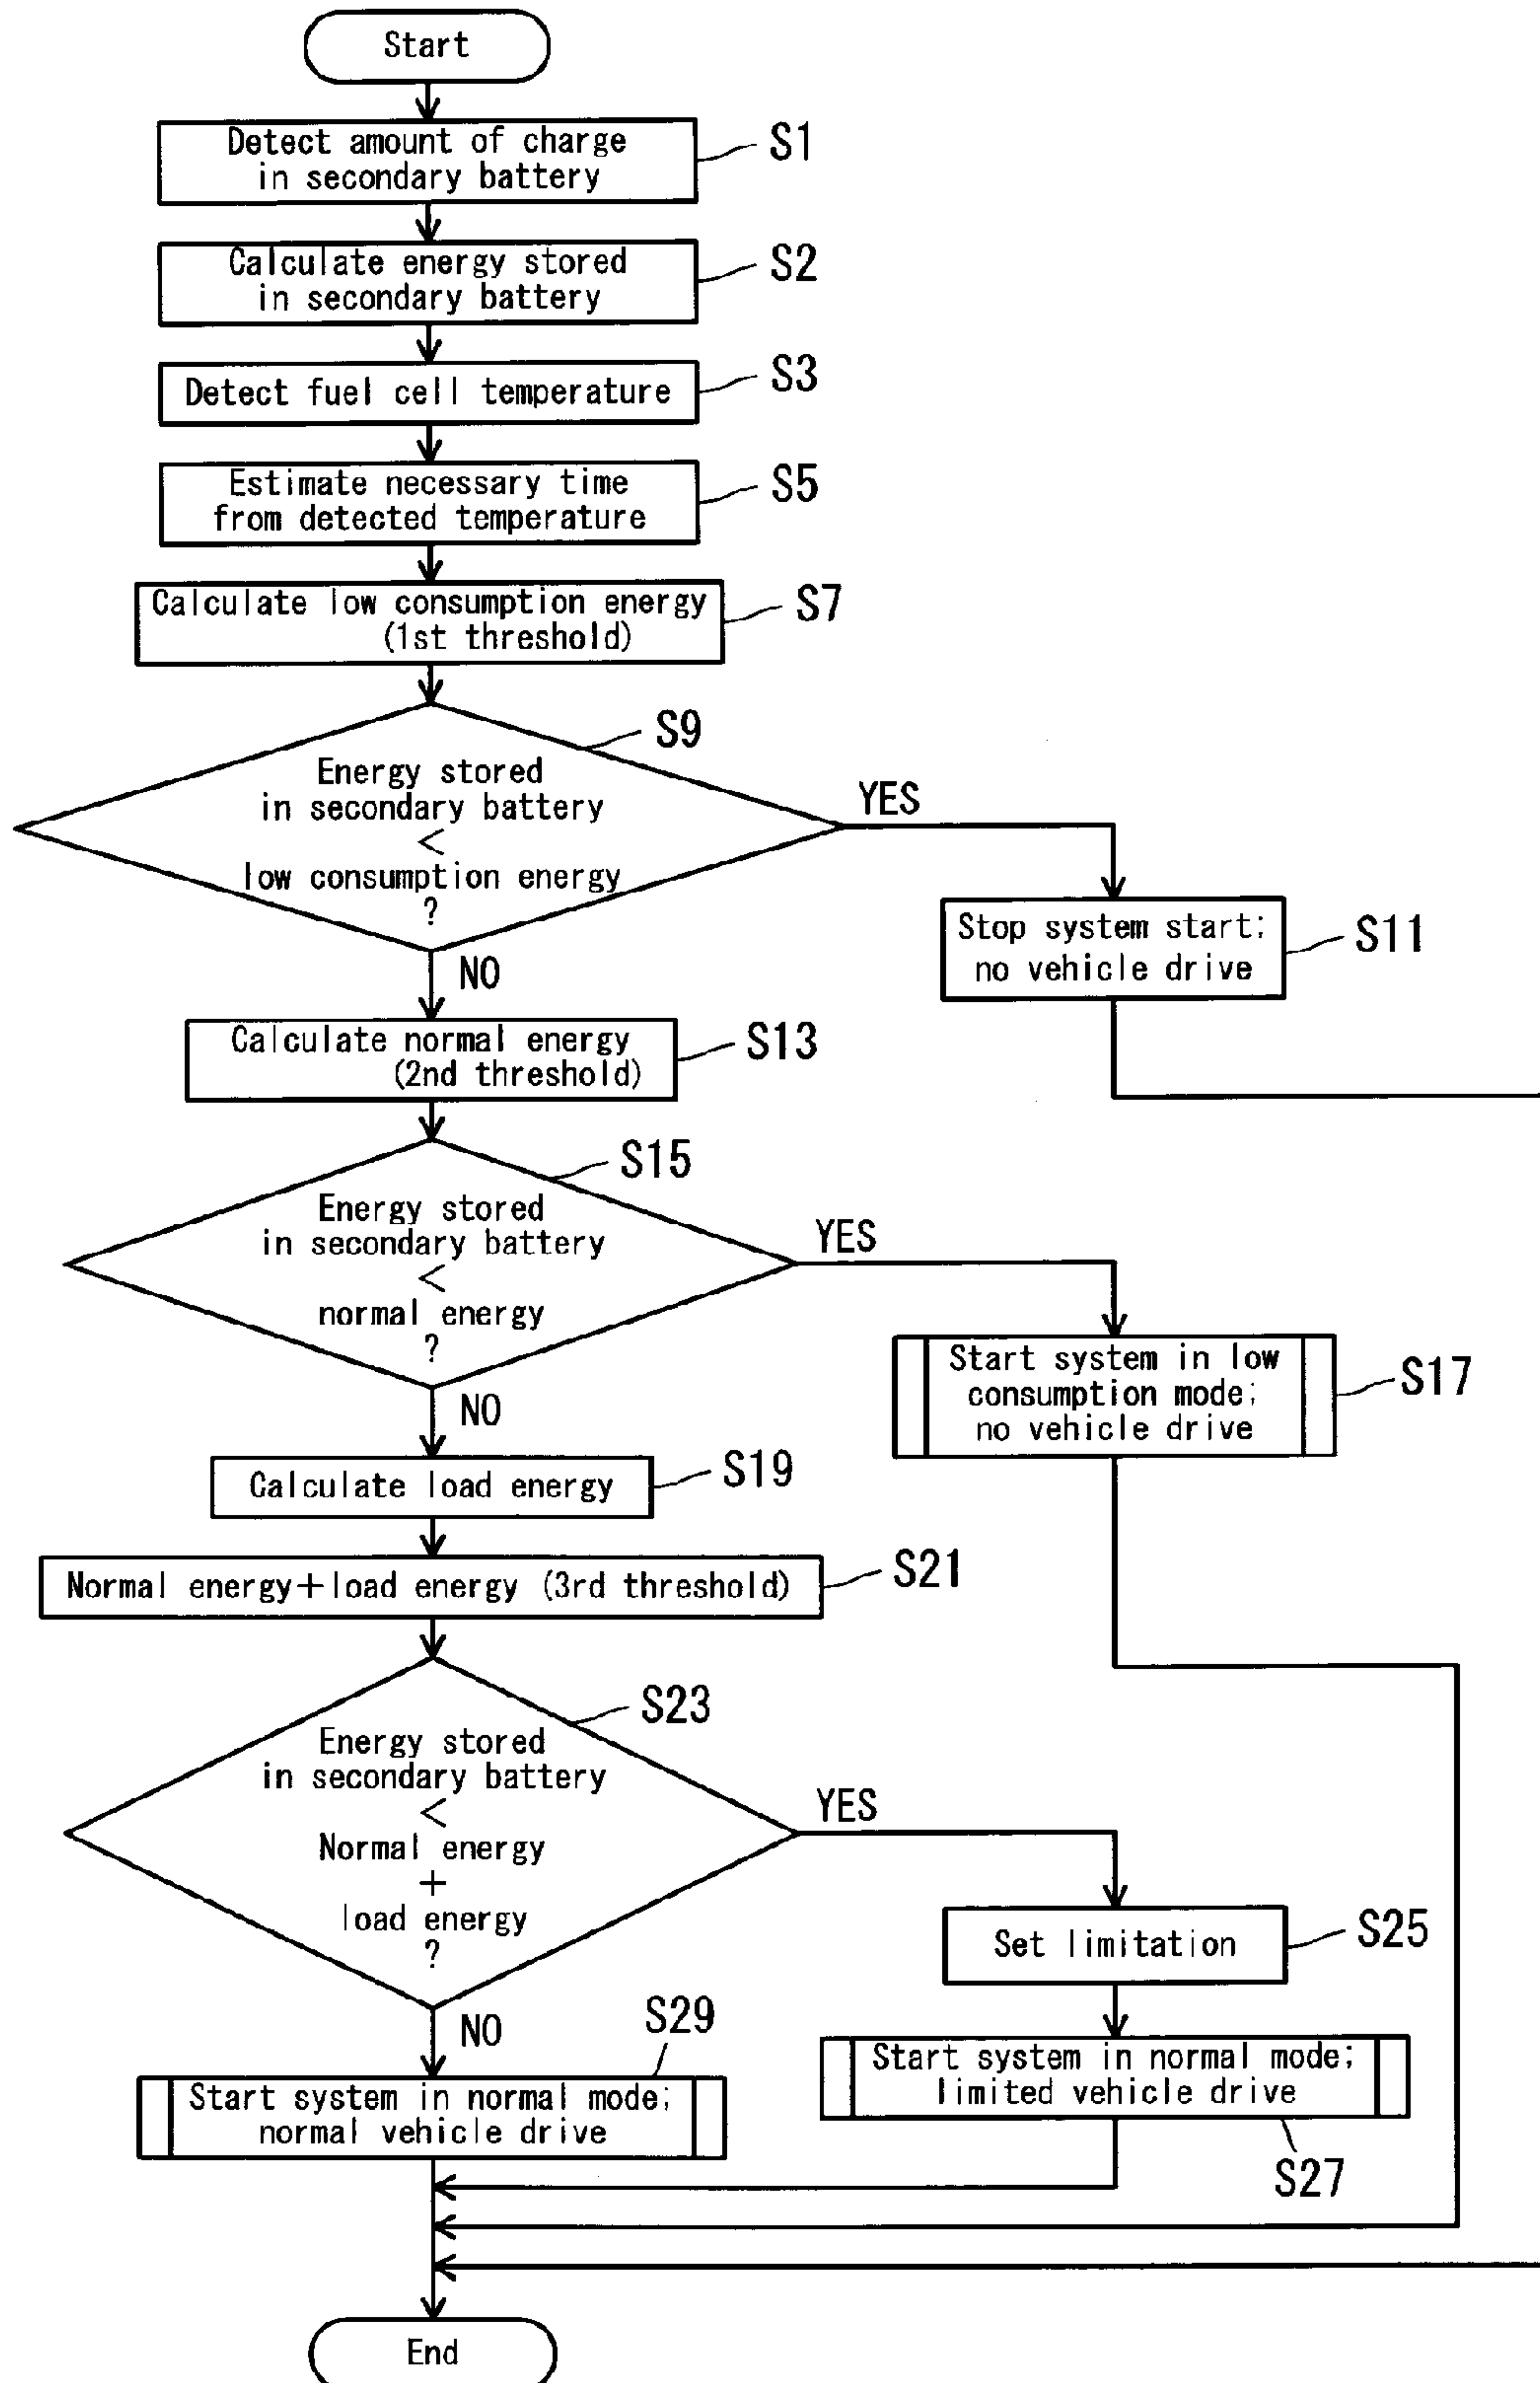 Start
Detect amount of charge
in secondary battery
S1
Calculate energy stored
in secondary battery
S2
Detect fuel cell temperature
S3
Estimate necessary time
from detected temperature
S5
Calculate low consumption energy
(1st threshold)
S7
S9
Energy stored
in secondary battery
<
low consumption energy
?
YES
Stop system start;
no vehicle drive
S11
NO
Calculate normal energy
(2nd threshold)
S13
S15
Energy stored
in secondary battery
<
normal energy
?
YES
Start system in low
consumption mode;
no vehicle drive
S17
NO
Calculate load energy
S19
Normal energy+load energy (3rd threshold)
S21
S23
Energy stored
in secondary battery
<
Normal energy
+
load energy
?
YES
Set limitation
S25
Start system in normal mode;
limited vehicle drive
S27
NO
S29
Start system in normal mode;
normal vehicle drive
End